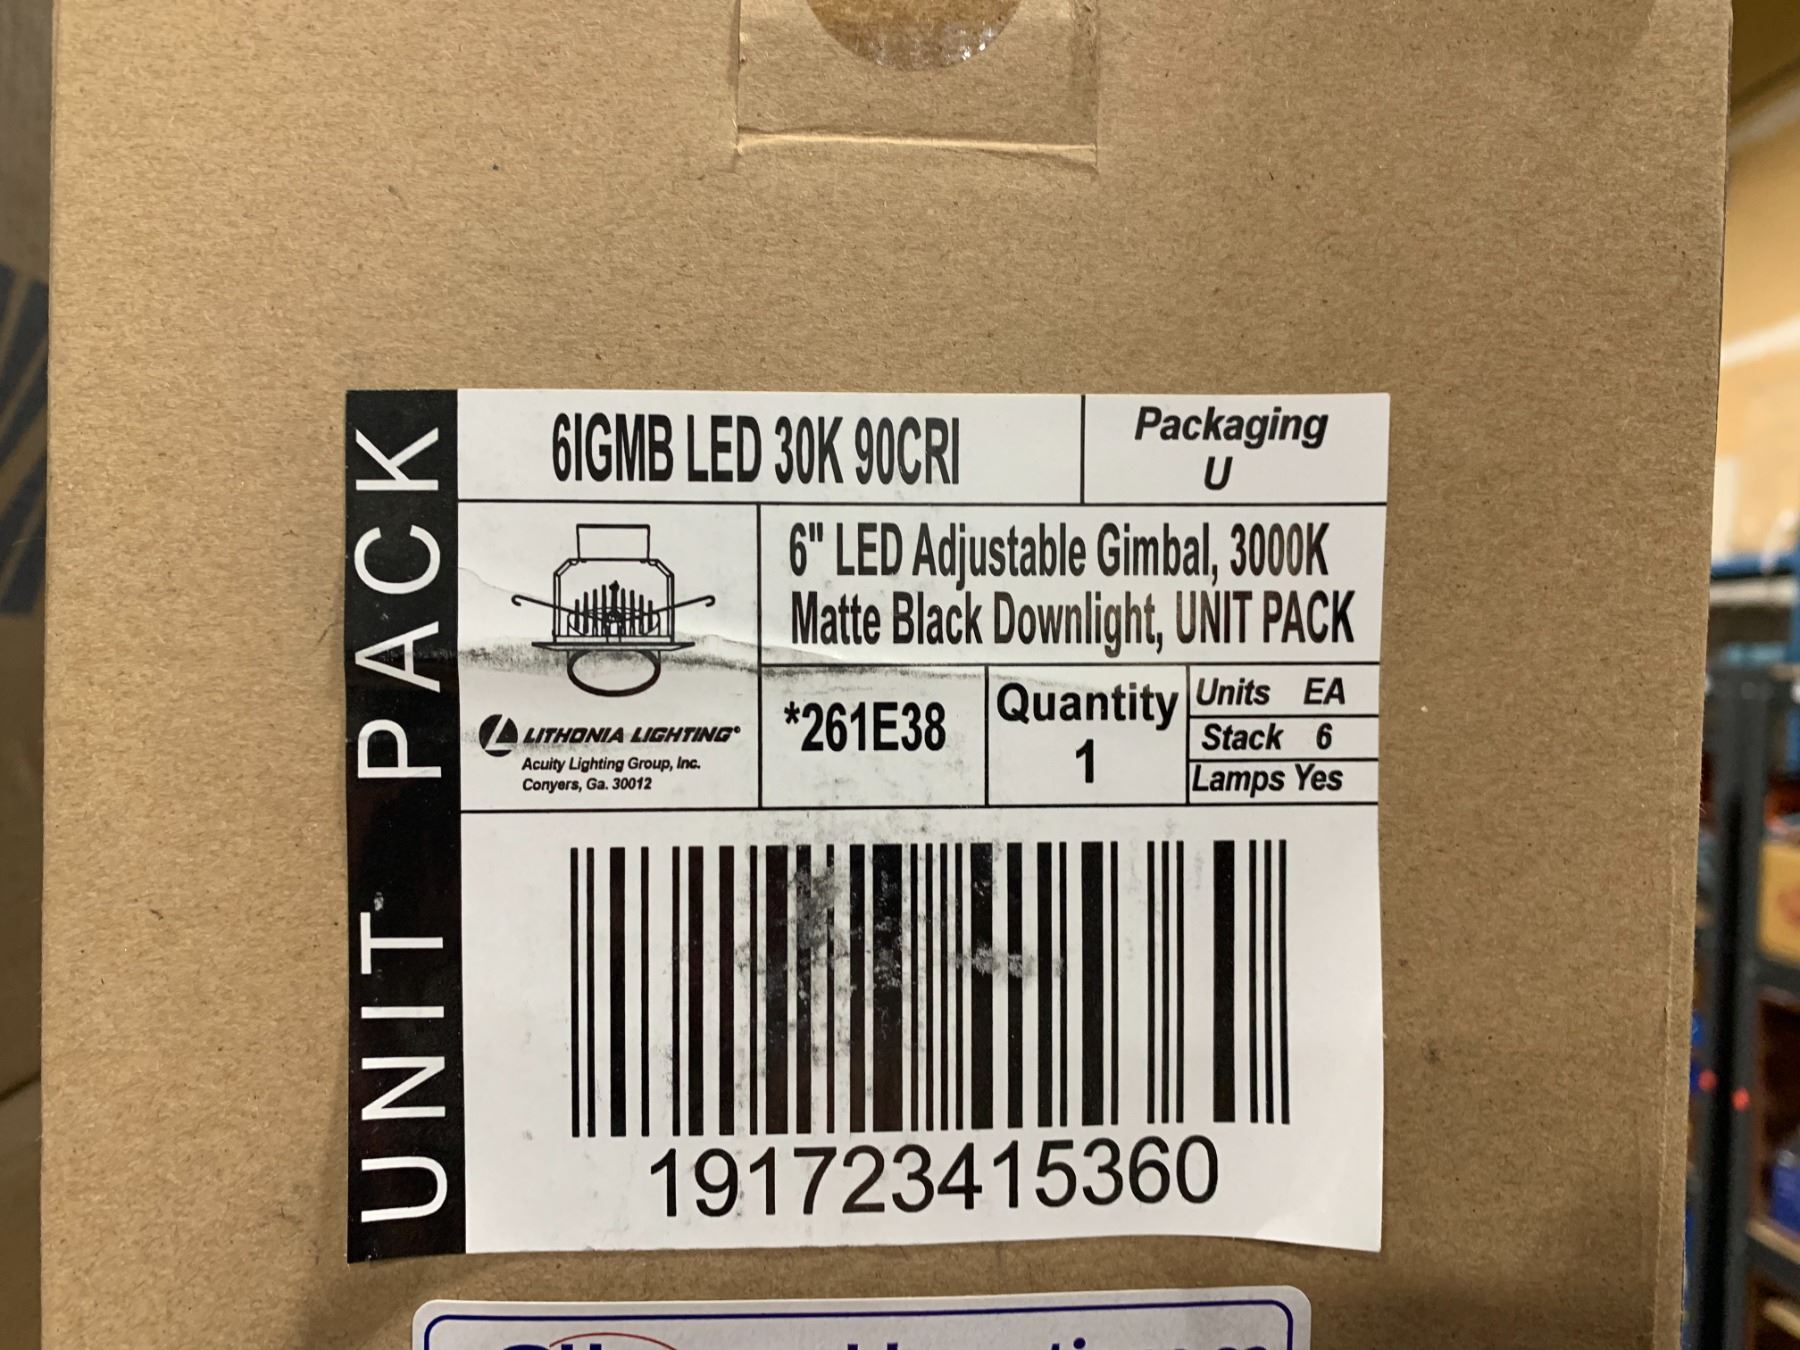 UNIT PACK
6IGMB LED 30K 90CRI
Packaging
U
6" LED Adjustable Gimbal, 3000K
Matte Black Downlight, UNIT PACK
LITHONIA LIGHTING®
Acuity Lighting Group, Inc.
Conyers, Ga. 30012
*261E38
Quantity
1
Units EA
Stack 6
Lamps Yes
191723415360